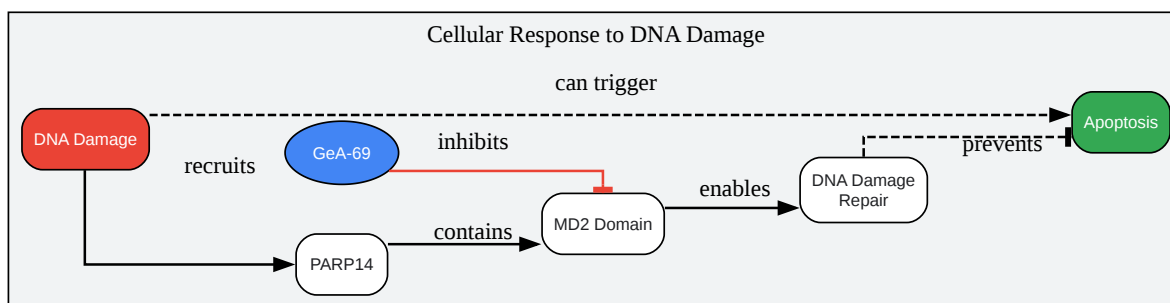 Cellular Response to DNA Damage
can trigger
DNA Damage
Apoptosis
GeA-69
inhibits
prevents
recruits
enables
DNA Damage
Repair
MD2 Domain
contains
PARP14